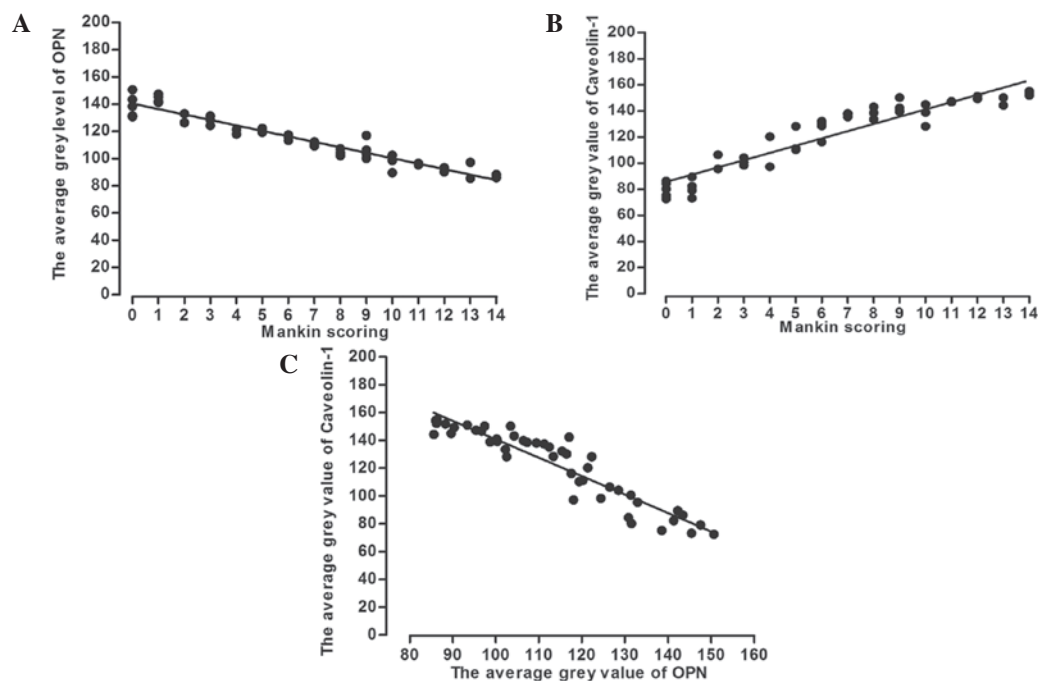 A
The average grey level of OPN
200
180
160
140
120
100
80
60
40
20
0
0 1 2 3 4 5 6 7 8 9 10 11 12 13 14
Mankin scoring
B
The average grey value of Caveolin-1
200
180
160
140
120
100
80
60
40
20
0
0 1 2 3 4 5 6 7 8 9 10 11 12 13 14
Mankin scoring
C
The average grey value of Caveolin-1
200
180
160
140
120
100
80
60
40
20
0
80 90 100 110 120 130 140 150 160
The average grey value of OPN